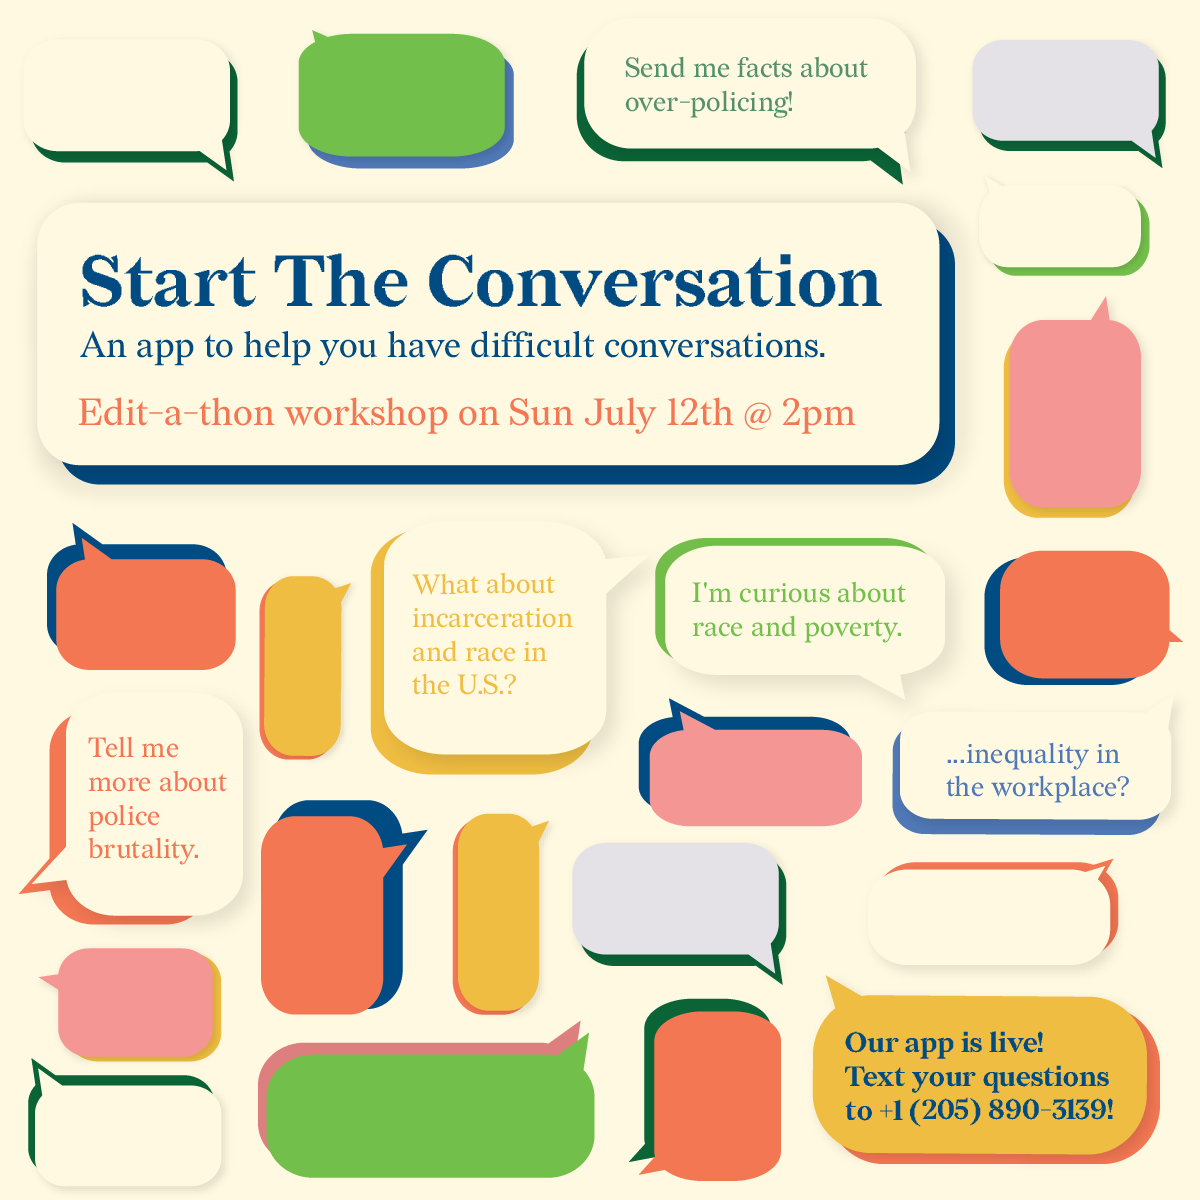 Send me facts about
over-policing!
Start The Conversation
An app to help you have difficult conversations.
Edit-a-thon workshop on Sun July 12th @ 2pm
What about
incarceration
and race in
the U.S.?
I'm curious about
race and poverty.
Tell me
more about
police
brutality.
...inequality in
the workplace?
Our app is live!
Text your questions
to +1 (205) 890-3139!